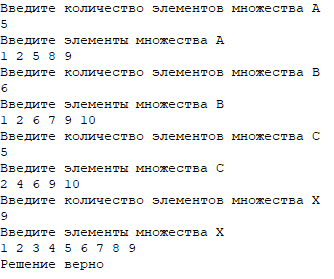 Введите количество элементов множества A
5
Введите элементы множества A
1 2 5 8 9
Введите количество элементов множества B
6
Введите элементы множества B
1 2 6 7 9 10
Введите количество элементов множества C
5
Введите элементы множества C
2 4 6 9 10
Введите количество элементов множества X
9
Введите элементы множества X
1 2 3 4 5 6 7 8 9
Решение верно